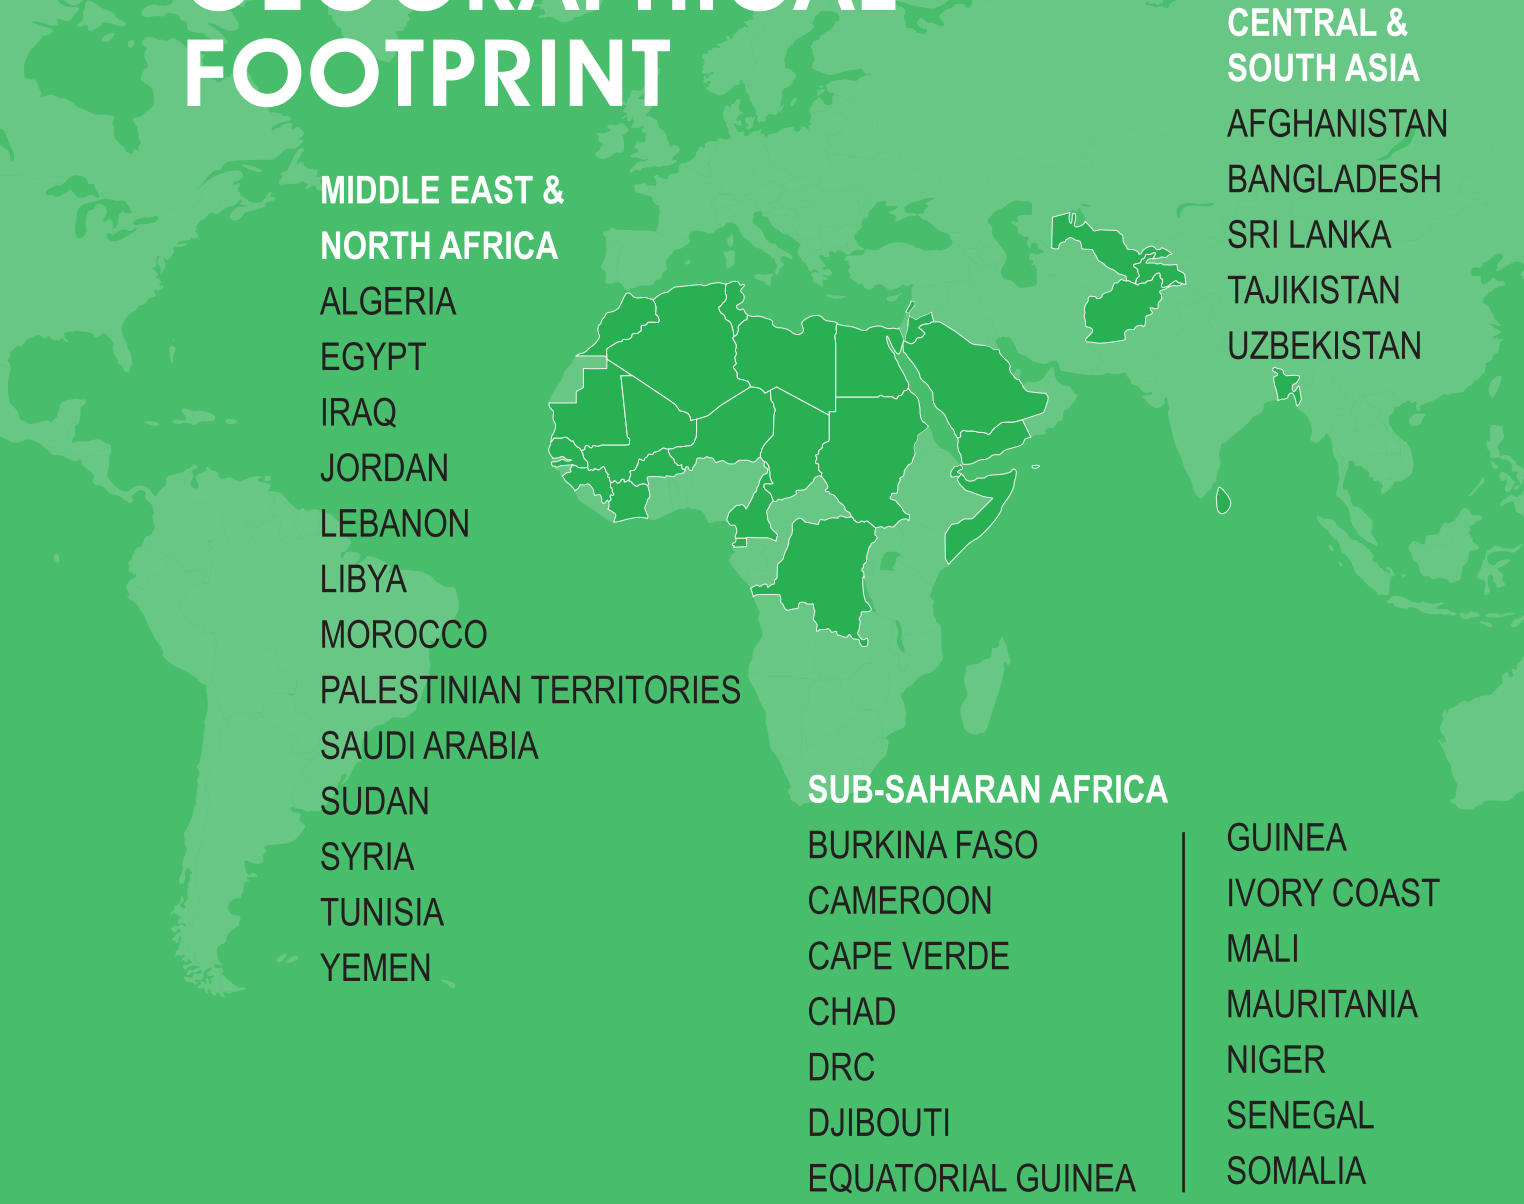 GEOGRAPHICAL
FOOTPRINT
MIDDLE EAST &
NORTH AFRICA
ALGERIA
EGYPT
IRAQ
JORDAN
LEBANON
LIBYA
MOROCCO
PALESTINIAN TERRITORIES
SAUDI ARABIA
SUDAN
SYRIA
TUNISIA
YEMEN
CENTRAL &
SOUTH ASIA
AFGHANISTAN
BANGLADESH
SRI LANKA
TAJIKISTAN
UZBEKISTAN
SUB-SAHARAN AFRICA
BURKINA FASO
CAMEROON
CAPE VERDE
CHAD
DRC
DJIBOUTI
EQUATORIAL GUINEA
GUINEA
IVORY COAST
MALI
MAURITANIA
NIGER
SENEGAL
SOMALIA